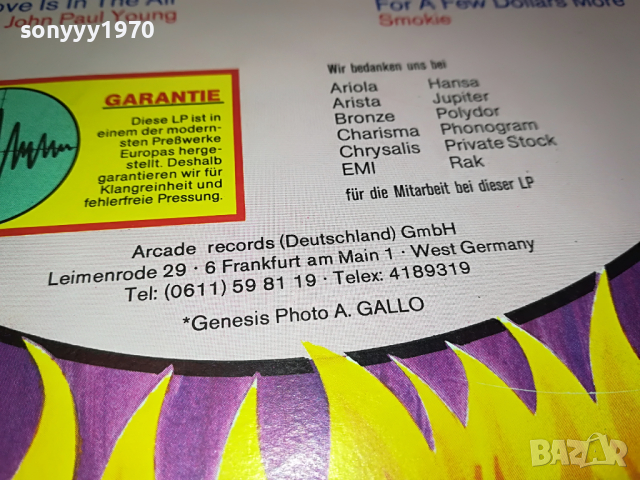 ove Is In The Air
John Paul Young
For A Few Dollars More
Smokie
sonyyy1970
GARANTIE
Diese LP ist in
einem der modern-
sten Preßwerke
Europas herge-
stellt. Deshalb
garantieren wir für
Klangreinheit und
fehlerfreie Pressung.
Wir bedanken uns bei
Ariola Hansa
Arista Jupiter
Bronze Polydor
Charisma Phonogram
Chrysalis Private Stock
EMI Rak
für die Mitarbeit bei dieser LP
Arcade records (Deutschland) GmbH
Leimenrode 29 · 6 Frankfurt am Main 1 · West Germany
Tel: (0611) 59 81 19 · Telex: 4189319
*Genesis Photo A. GALLO
BAZAR